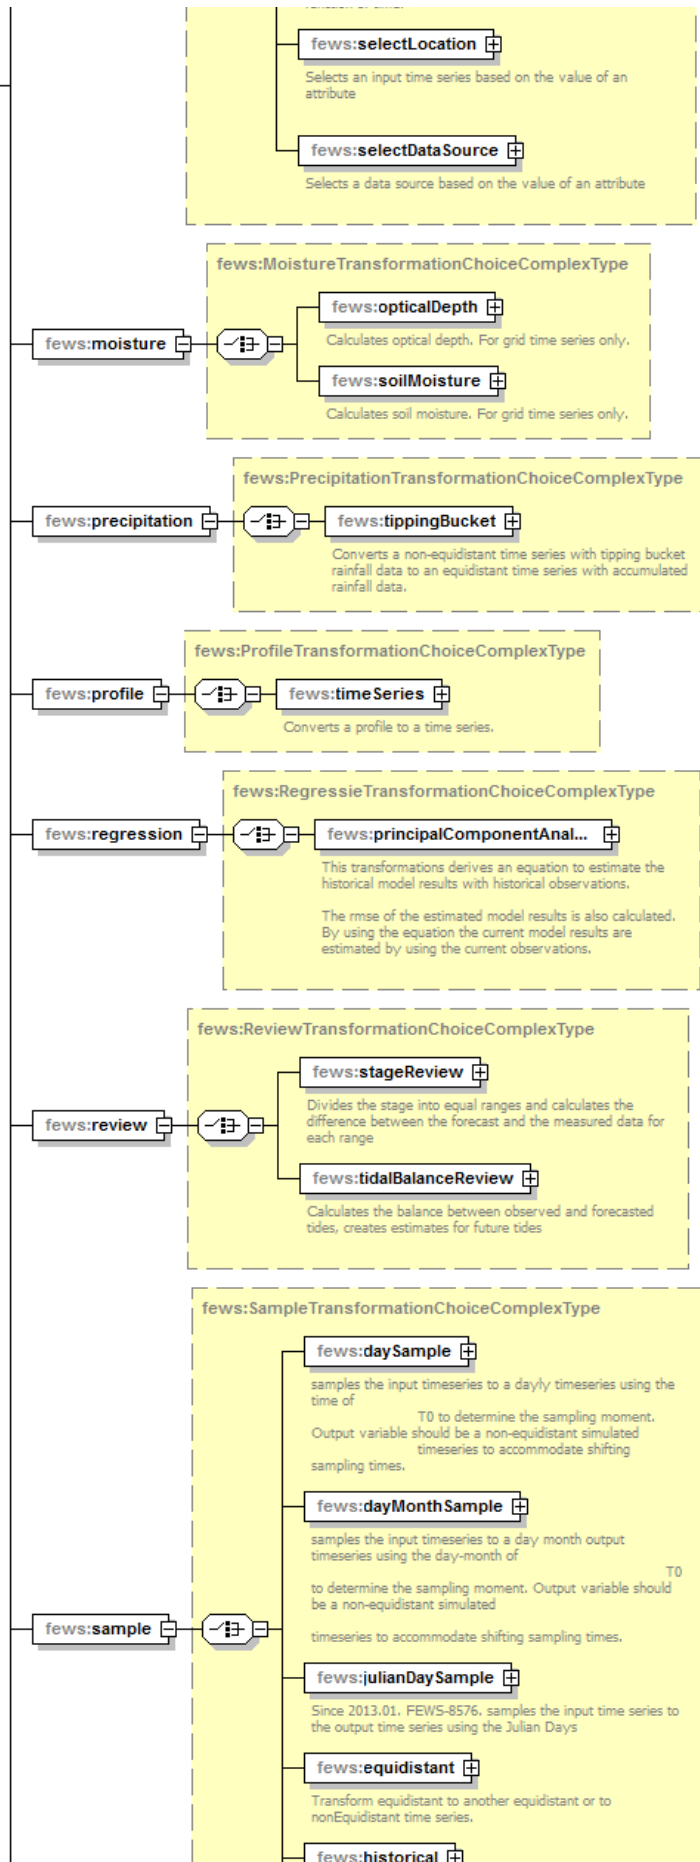 fews:selectLocation
Selects an input time series based on the value of an
attribute
fews:selectDataSource
Selects a data source based on the value of an attribute
fews:MoistureTransformationChoiceComplexType
fews:opticalDepth
Calculates optical depth. For grid time series only.
fews:moisture
fews:soilMoisture
Calculates soil moisture. For grid time series only.
fews:PrecipitationTransformationChoiceComplexType
fews:precipitation
fews:tippingBucket
Converts a non-equidistant time series with tipping bucket
rainfall data to an equidistant time series with accumulated
rainfall data.
fews:ProfileTransformationChoiceComplexType
fews:profile
fews:timeSeries
Converts a profile to a time series.
fews:RegressieTransformationChoiceComplexType
fews:regression
fews:principalComponentAnal...
This transformations derives an equation to estimate the
historical model results with historical observations.
The rmse of the estimated model results is also calculated.
By using the equation the current model results are
estimated by using the current observations.
fews:ReviewTransformationChoiceComplexType
fews:stageReview
Divides the stage into equal ranges and calculates the
difference between the forecast and the measured data for
each range
fews:review
fews:tidalBalanceReview
Calculates the balance between observed and forecasted
tides, creates estimates for future tides
fews:SampleTransformationChoiceComplexType
fews:daySample
samples the input timeseries to a dayly timeseries using the
time of
T0 to determine the sampling moment.
Output variable should be a non-equidistant simulated
timeseries to accommodate shifting
sampling times.
fews:dayMonthSample
samples the input timeseries to a day month output
timeseries using the day-month of
T0
to determine the sampling moment. Output variable should
be a non-equidistant simulated
timeseries to accommodate shifting sampling times.
fews:sample
fews:julianDaySample
Since 2013.01. FEWS-8576. samples the input time series to
the output time series using the Julian Days
fews:equidistant
Transform equidistant to another equidistant or to
nonEquidistant time series.
fews:historical